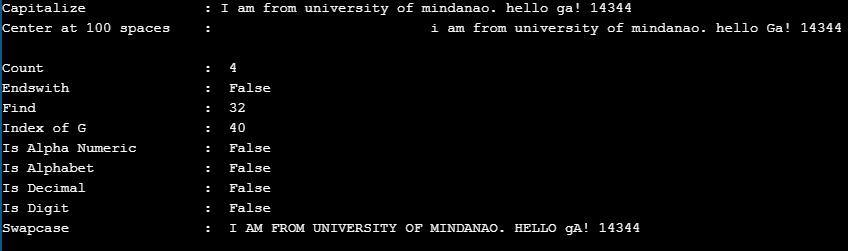 Capitalize : I am from university of mindanao. hello ga! 14344
Center at 100 spaces : i am from university of mindanao. hello Ga! 14344
Count : 4
Endswith : False
Find : 32
Index of G : 40
Is Alpha Numeric : False
Is Alphabet : False
Is Decimal : False
Is Digit : False
Swapcase : I AM FROM UNIVERSITY OF MINDANAO. HELLO gA! 14344